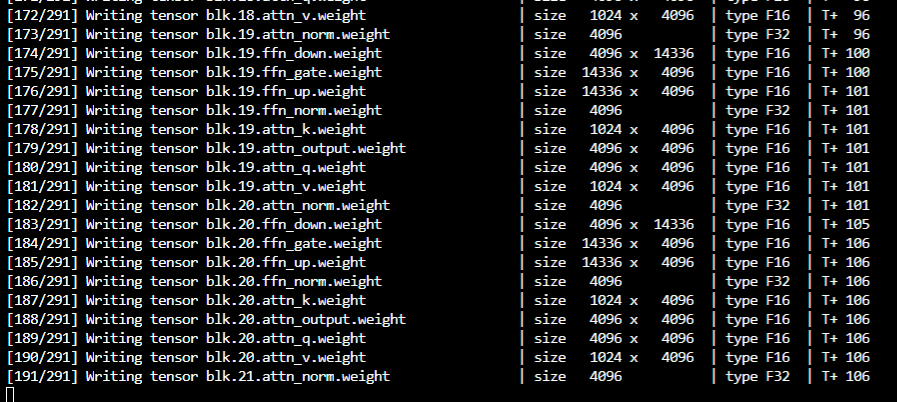 [172/291] Writing tensor blk.18.attn_v.weight | size 1024 x 4096 | type F16 | T+ 96
[173/291] Writing tensor blk.19.attn_norm.weight | size 4096 | type F32 | T+ 96
[174/291] Writing tensor blk.19.ffn_down.weight | size 4096 x 14336 | type F16 | T+ 100
[175/291] Writing tensor blk.19.ffn_gate.weight | size 14336 x 4096 | type F16 | T+ 100
[176/291] Writing tensor blk.19.ffn_up.weight | size 14336 x 4096 | type F16 | T+ 101
[177/291] Writing tensor blk.19.ffn_norm.weight | size 4096 | type F32 | T+ 101
[178/291] Writing tensor blk.19.attn_k.weight | size 1024 x 4096 | type F16 | T+ 101
[179/291] Writing tensor blk.19.attn_output.weight | size 4096 x 4096 | type F16 | T+ 101
[180/291] Writing tensor blk.19.attn_q.weight | size 4096 x 4096 | type F16 | T+ 101
[181/291] Writing tensor blk.19.attn_v.weight | size 1024 x 4096 | type F16 | T+ 101
[182/291] Writing tensor blk.20.attn_norm.weight | size 4096 | type F32 | T+ 101
[183/291] Writing tensor blk.20.ffn_down.weight | size 4096 x 14336 | type F16 | T+ 105
[184/291] Writing tensor blk.20.ffn_gate.weight | size 14336 x 4096 | type F16 | T+ 106
[185/291] Writing tensor blk.20.ffn_up.weight | size 14336 x 4096 | type F16 | T+ 106
[186/291] Writing tensor blk.20.ffn_norm.weight | size 4096 | type F32 | T+ 106
[187/291] Writing tensor blk.20.attn_k.weight | size 1024 x 4096 | type F16 | T+ 106
[188/291] Writing tensor blk.20.attn_output.weight | size 4096 x 4096 | type F16 | T+ 106
[189/291] Writing tensor blk.20.attn_q.weight | size 4096 x 4096 | type F16 | T+ 106
[190/291] Writing tensor blk.20.attn_v.weight | size 1024 x 4096 | type F16 | T+ 106
[191/291] Writing tensor blk.21.attn_norm.weight | size 4096 | type F32 | T+ 106